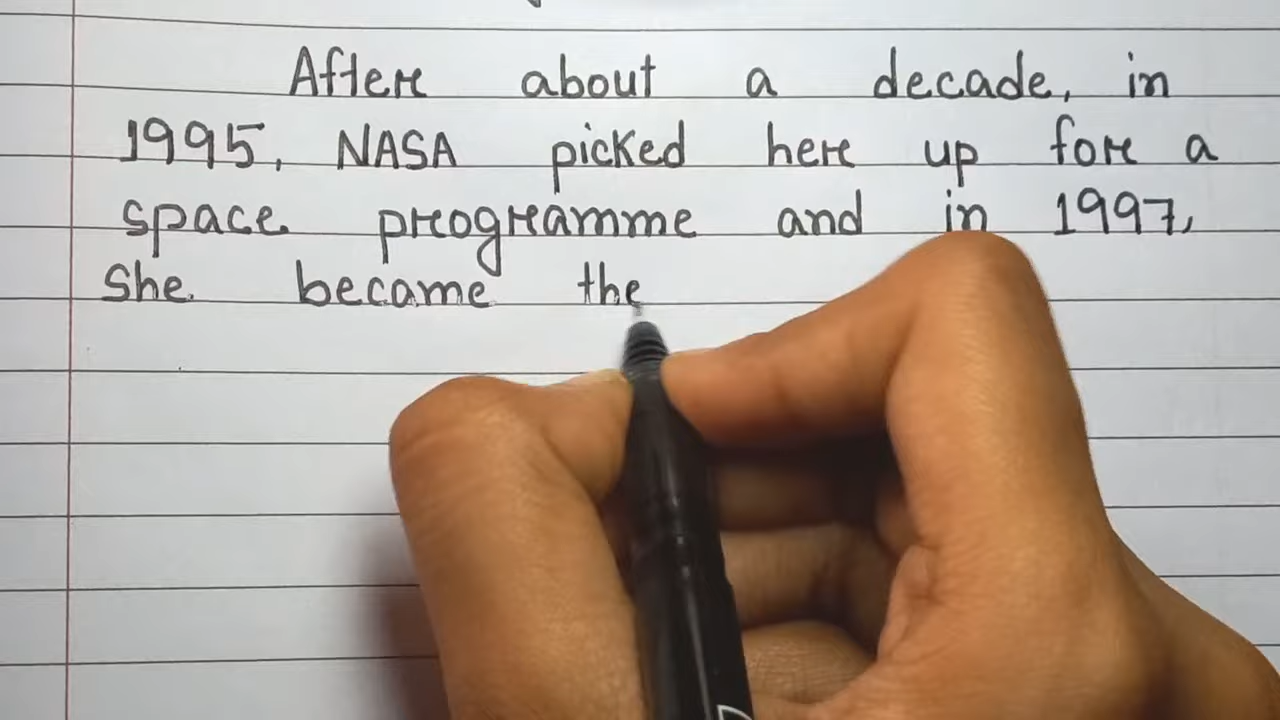 After about a decade, in
1995, NASA picked her up for a
space programme and in 1997,
She became the